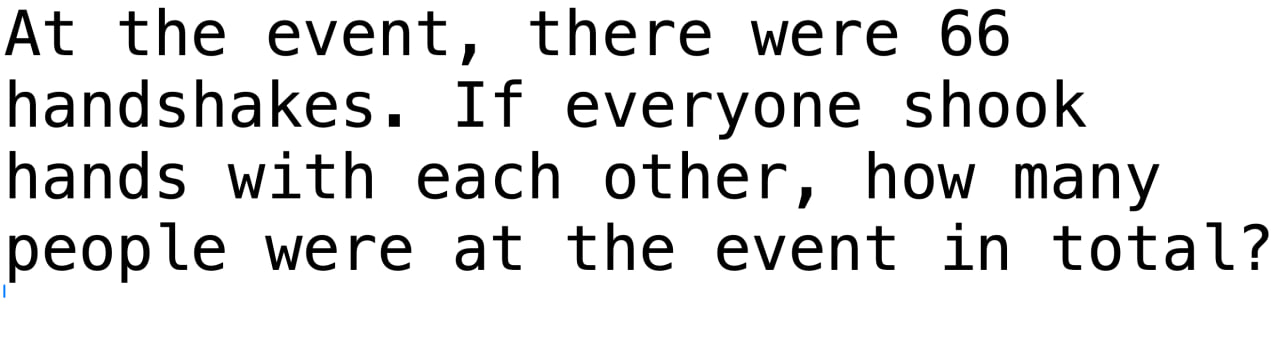 At the event, there were 66
handshakes. If everyone shook
hands with each other, how many
people were at the event in total?